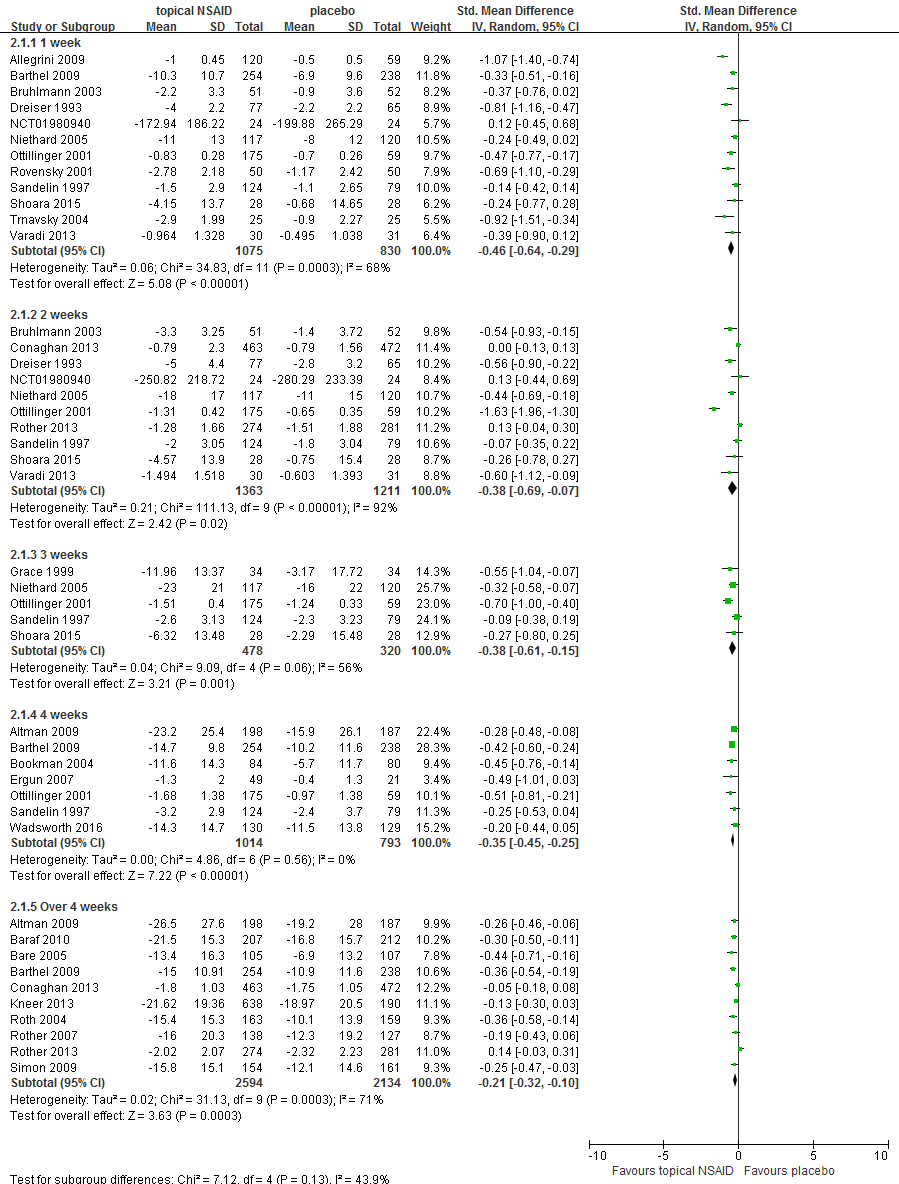 topical NSAID placebo Std. Mean Difference Std. Mean Difference
Study or Subgroup Mean SD Total Mean SD Total Weight IV, Random, 95% CI IV, Random, 95% CI
2.1.1 1 week
Allegrini 2009 -1 0.45 120 -0.5 0.5 59 9.2% -1.07 [-1.40, -0.74]
Barthel 2009 -10.3 10.7 254 -6.9 9.6 238 12.7% -0.33 [-0.51, -0.16]
Bruhlmann 2003 -2.2 3.3 51 -0.9 3.6 52 7.9% -0.37 [-0.76, 0.02]
Dreiser 1993 -4 2.2 77 -2.2 2.2 65 8.9% -0.81 [-1.16, -0.47]
NCT01980940 -172.94 186.22 24 -199.88 265.29 24 5.7% 0.12 [-0.45, 0.68]
Niethard 2005 -11 13 117 -8 12 120 10.9% -0.24 [-0.49, 0.02]
Ottillinger 2001 -0.83 0.28 175 -0.7 0.26 59 9.9% -0.47 [-0.77, -0.17]
Rovensky 2001 -2.78 2.18 50 -1.17 2.42 50 7.7% -0.69 [-1.10, -0.29]
Sandelin 1997 -1.5 2.9 124 -1.1 2.65 79 10.2% -0.14 [-0.42, 0.14]
Shoara 2015 -4.15 13.7 28 -0.68 14.65 28 6.2% -0.24 [-0.77, 0.28]
Trnavsky 2004 -2.9 1.99 25 -0.9 2.27 25 5.4% -0.92 [-1.51, -0.34]
Varadi 2013 -0.964 1.328 30 -0.495 1.038 31 6.4% -0.39 [-0.90, 0.12]
Subtotal (95% CI) 1075 830 100.0% -0.46 [-0.64, -0.29]
Heterogeneity: Tau² = 0.06; Chi² = 34.83, df = 11 (P = 0.0003); I² = 68%
Test for overall effect: Z = 5.08 (P < 0.00001)
2.1.2 2 weeks
Bruhlmann 2003 -3.3 3.25 51 -1.4 3.72 52 9.8% -0.54 [-0.93, -0.15]
Conaghan 2013 -0.79 2.3 463 -0.79 1.56 472 11.4% 0.00 [-0.13, 0.13]
Dreiser 1993 -5 4.4 77 -2.8 3.2 65 10.2% -0.56 [-0.90, -0.22]
NCT01980940 -250.82 218.72 24 -280.29 233.39 24 8.4% 0.13 [-0.44, 0.69]
Niethard 2005 -18 17 117 -11 15 120 10.9% -0.44 [-0.69, -0.18]
Ottillinger 2001 -1.31 0.42 175 -0.65 0.35 59 10.2% -1.63 [-1.96, -1.30]
Rother 2013 -1.28 1.66 274 -1.51 1.88 281 11.3% 0.13 [-0.04, 0.30]
Sandelin 1997 -2 3.05 124 -1.8 3.04 79 10.6% -0.07 [-0.35, 0.22]
Shoara 2015 -4.57 13.9 28 -0.75 15.4 28 8.7% -0.26 [-0.78, 0.27]
Varadi 2013 -1.494 1.518 30 -0.603 1.393 31 8.8% -0.60 [-1.12, -0.09]
Subtotal (95% CI) 1363 1211 100.0% -0.38 [-0.69, -0.07]
Heterogeneity: Tau² = 0.21; Chi² = 111.13, df = 9 (P < 0.00001); I² = 92%
Test for overall effect: Z = 2.42 (P = 0.02)
2.1.3 3 weeks
Grace 1999 -11.96 13.37 34 -3.17 17.72 34 14.3% -0.55 [-1.04, -0.07]
Niethard 2005 -23 21 117 -16 22 120 25.7% -0.32 [-0.58, -0.07]
Ottillinger 2001 -1.51 0.4 175 -1.24 0.33 59 23.0% -0.70 [-1.00, -0.40]
Sandelin 1997 -2.6 3.13 124 -2.3 3.23 79 24.1% -0.09 [-0.38, 0.19]
Shoara 2015 -6.32 13.48 28 -2.29 15.48 28 12.9% -0.27 [-0.80, 0.25]
Subtotal (95% CI) 478 320 100.0% -0.38 [-0.61, -0.15]
Heterogeneity: Tau² = 0.04; Chi² = 9.09, df = 4 (P = 0.06); I² = 56%
Test for overall effect: Z = 3.21 (P = 0.001)
2.1.4 4 weeks
Altman 2009 -23.2 25.4 198 -15.9 26.1 187 22.4% -0.28 [-0.48, -0.08]
Barthel 2009 -14.7 9.8 254 -10.2 11.6 238 28.3% -0.42 [-0.60, -0.24]
Bookman 2004 -11.6 14.3 84 -5.7 11.7 80 9.3% -0.45 [-0.76, -0.14]
Ergun 2007 -1.3 2 49 -0.4 1.3 21 3.4% -0.49 [-1.01, 0.03]
Ottillinger 2001 -1.68 1.38 175 -0.97 1.38 59 10.0% -0.51 [-0.81, -0.21]
Sandelin 1997 -3.2 2.9 124 -2.4 3.7 79 11.3% -0.25 [-0.53, 0.04]
Wadsworth 2016 -14.3 14.7 130 -11.5 13.8 129 15.2% -0.20 [-0.44, 0.05]
Subtotal (95% CI) 1014 793 100.0% -0.35 [-0.45, -0.25]
Heterogeneity: Tau² = 0.00; Chi² = 4.86, df = 6 (P = 0.56); I² = 0%
Test for overall effect: Z = 7.22 (P < 0.00001)
2.1.5 Over 4 weeks
Altman 2009 -26.5 27.6 198 -19.2 28 187 9.9% -0.26 [-0.46, -0.06]
Baraf 2010 -21.5 15.3 207 -16.8 15.7 212 10.2% -0.30 [-0.50, -0.11]
Bare 2005 -13.4 16.3 105 -6.9 13.2 107 7.8% -0.44 [-0.71, -0.16]
Barthel 2009 -15 10.91 254 -10.9 11.6 238 10.7% -0.36 [-0.54, -0.19]
Conaghan 2013 -1.8 1.03 463 -1.75 1.05 472 12.2% -0.05 [-0.18, 0.08]
Kneer 2013 -21.62 19.36 638 -18.97 20.5 190 11.1% -0.13 [-0.30, 0.03]
Roth 2004 -15.4 15.3 163 -10.1 13.9 159 9.3% -0.36 [-0.58, -0.14]
Rother 2007 -16 20.3 138 -12.3 19.2 127 8.6% -0.19 [-0.43, 0.06]
Rother 2013 -2.02 2.07 274 -2.32 2.23 281 11.0% 0.14 [-0.03, 0.31]
Simon 2009 -15.8 15.1 154 -12.1 14.6 161 9.3% -0.25 [-0.47, -0.03]
Subtotal (95% CI) 2594 2134 100.0% -0.21 [-0.32, -0.10]
Heterogeneity: Tau² = 0.02; Chi² = 31.13, df = 9 (P = 0.0003); I² = 71%
Test for overall effect: Z = 3.63 (P = 0.0003)
-10 -5 0 5 10
Favours topical NSAID Favours placebo
Test for subgroup differences: Chi² = 7.12, df = 4 (P = 0.13), I² = 43.9%